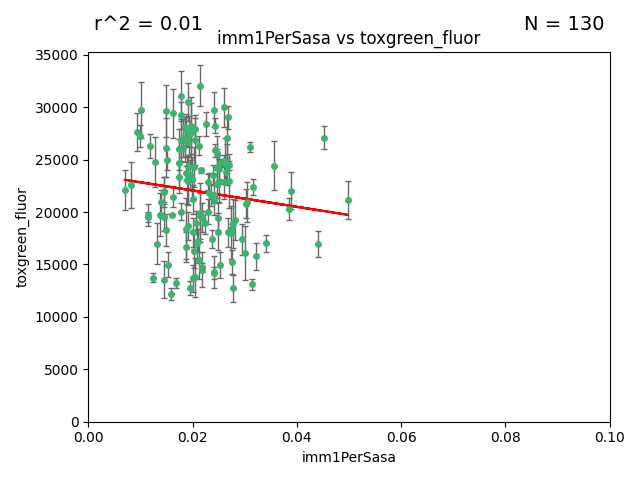 r^2 = 0.01
N = 130
imm1PerSasa vs toxgreen_fluor
35000
30000
25000
20000
15000
10000
5000
0
toxgreen_fluor
0.00
0.02
0.04
0.06
0.08
0.10
imm1PerSasa